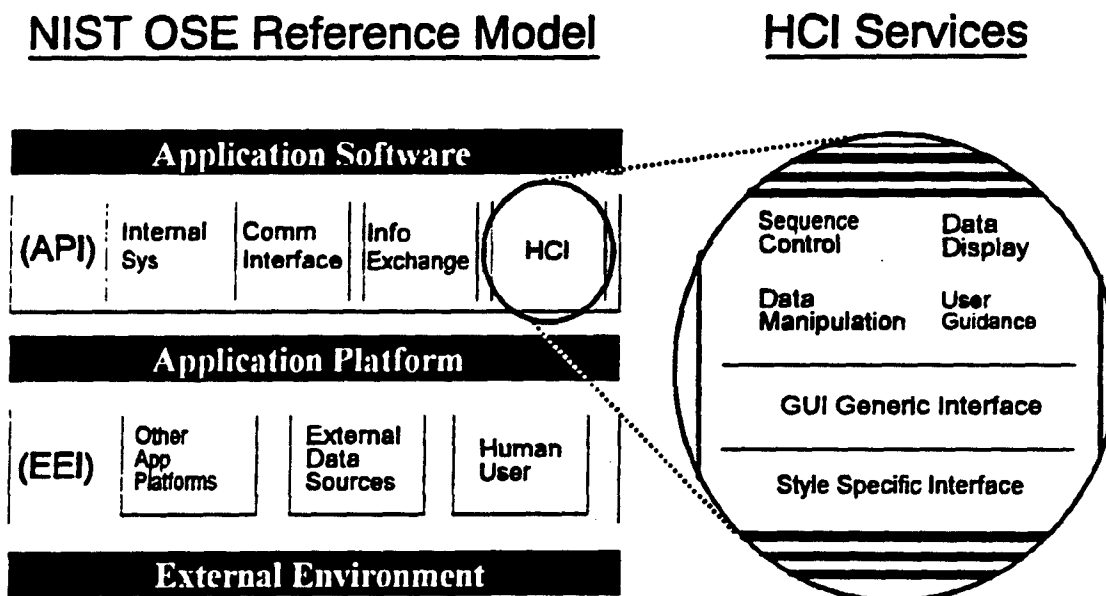 NIST OSE Reference Model
HCI Services
Application Software
(API)
Internal
Sys
Comm
Interface
Info
Exchange
HCI
Application Platform
(EEI)
Other
App
Platforms
External
Data
Sources
Human
User
External Environment
Sequence
Control
Data
Display
Data
Manipulation
User
Guidance
GUI Generic Interface
Style Specific Interface